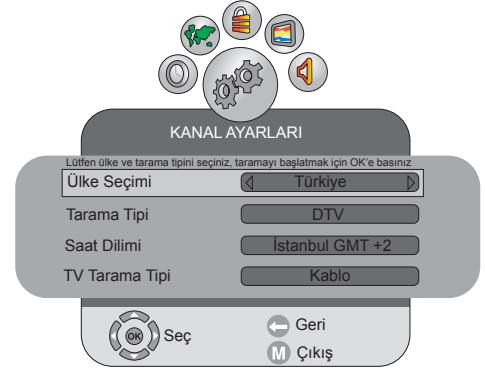 KANAL AYARLARI
Lütfen ülke ve tarama tipini seçiniz, taramayı başlatmak için OK'e basınız
Ülke Seçimi Türkiye
Tarama Tipi DTV
Saat Dilimi İstanbul GMT +2
TV Tarama Tipi Kablo
OK Seç
Geri
M Çıkış